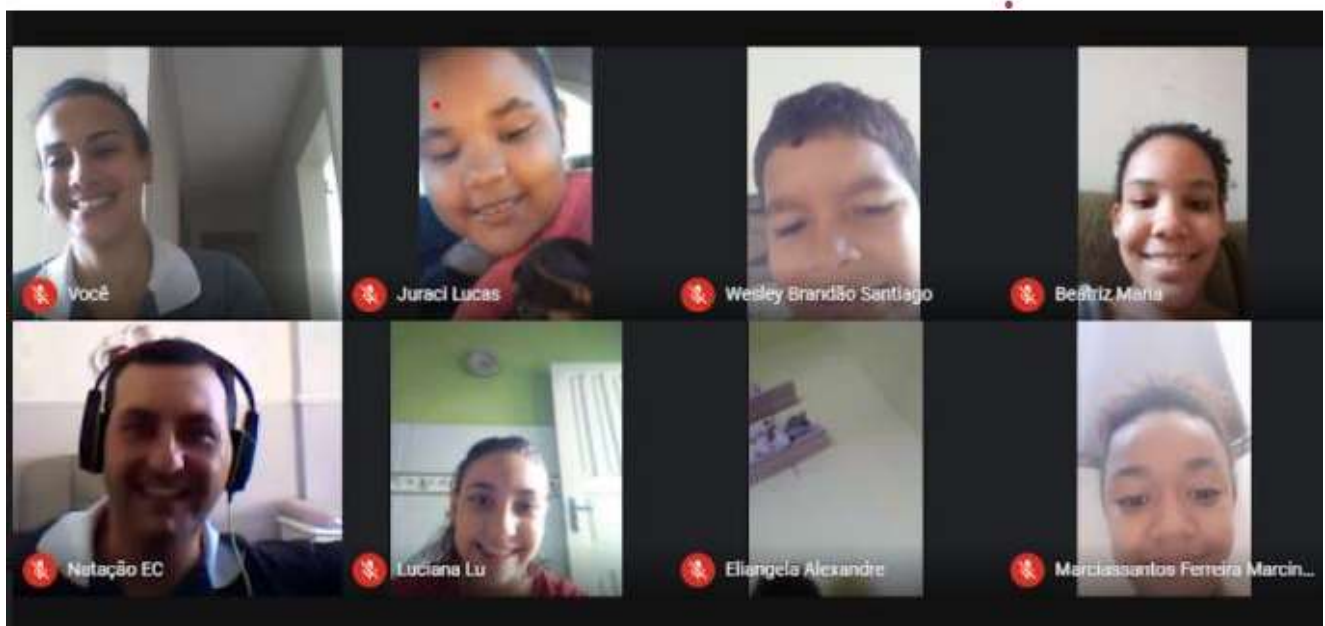 Você
Juraci Lucas
Wesley Brandão Santiago
Beatriz Maria
Natação EC
Luciana Lu
Eliangela Alexandre
Marciassantos Ferreira Marcin...